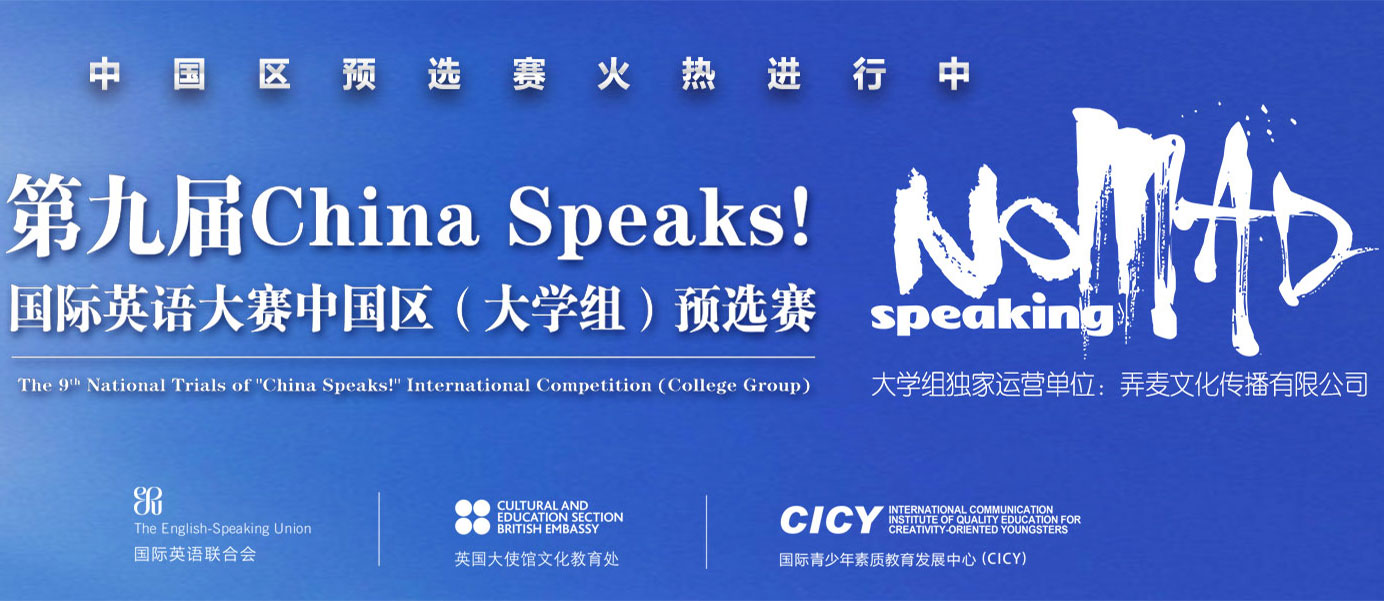 中国区预选赛火热进行中
第九届China Speaks!
国际英语大赛中国区（大学组）预选赛
The 9th National Trials of "China Speaks!" International Competition (College Group)
NOMAD
speaking
大学组独家运营单位：弄麦文化传播有限公司
ESU
The English-Speaking Union
国际英语联合会
CULTURAL AND
EDUCATION SECTION
BRITISH EMBASSY
英国大使馆文化教育处
CICY
INTERNATIONAL COMMUNICATION
INSTITUTE OF QUALITY EDUCATION FOR
CREATIVITY-ORIENTED YOUNGSTERS
国际青少年素质教育发展中心 (CICY)